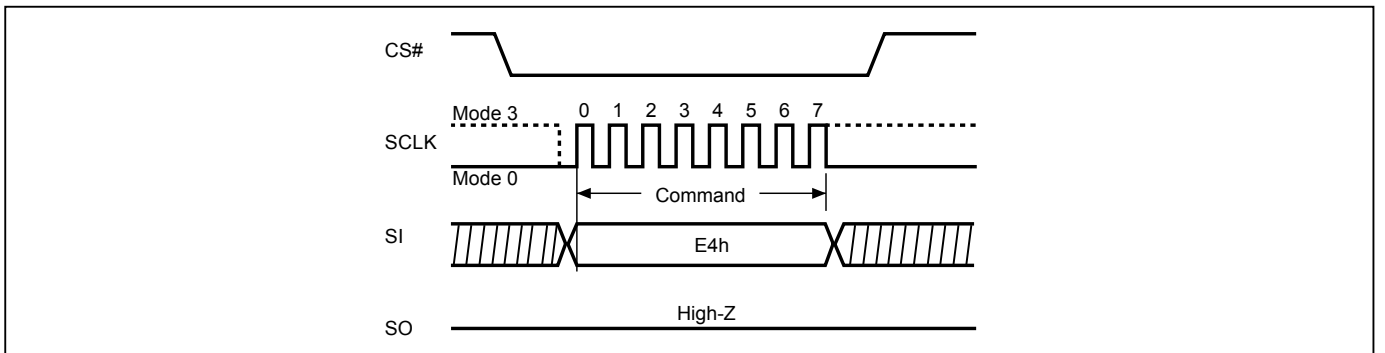 CS#
Mode 3
0 1 2 3 4 5 6 7
SCLK
Mode 0
Command
SI
E4h
High-Z
SO